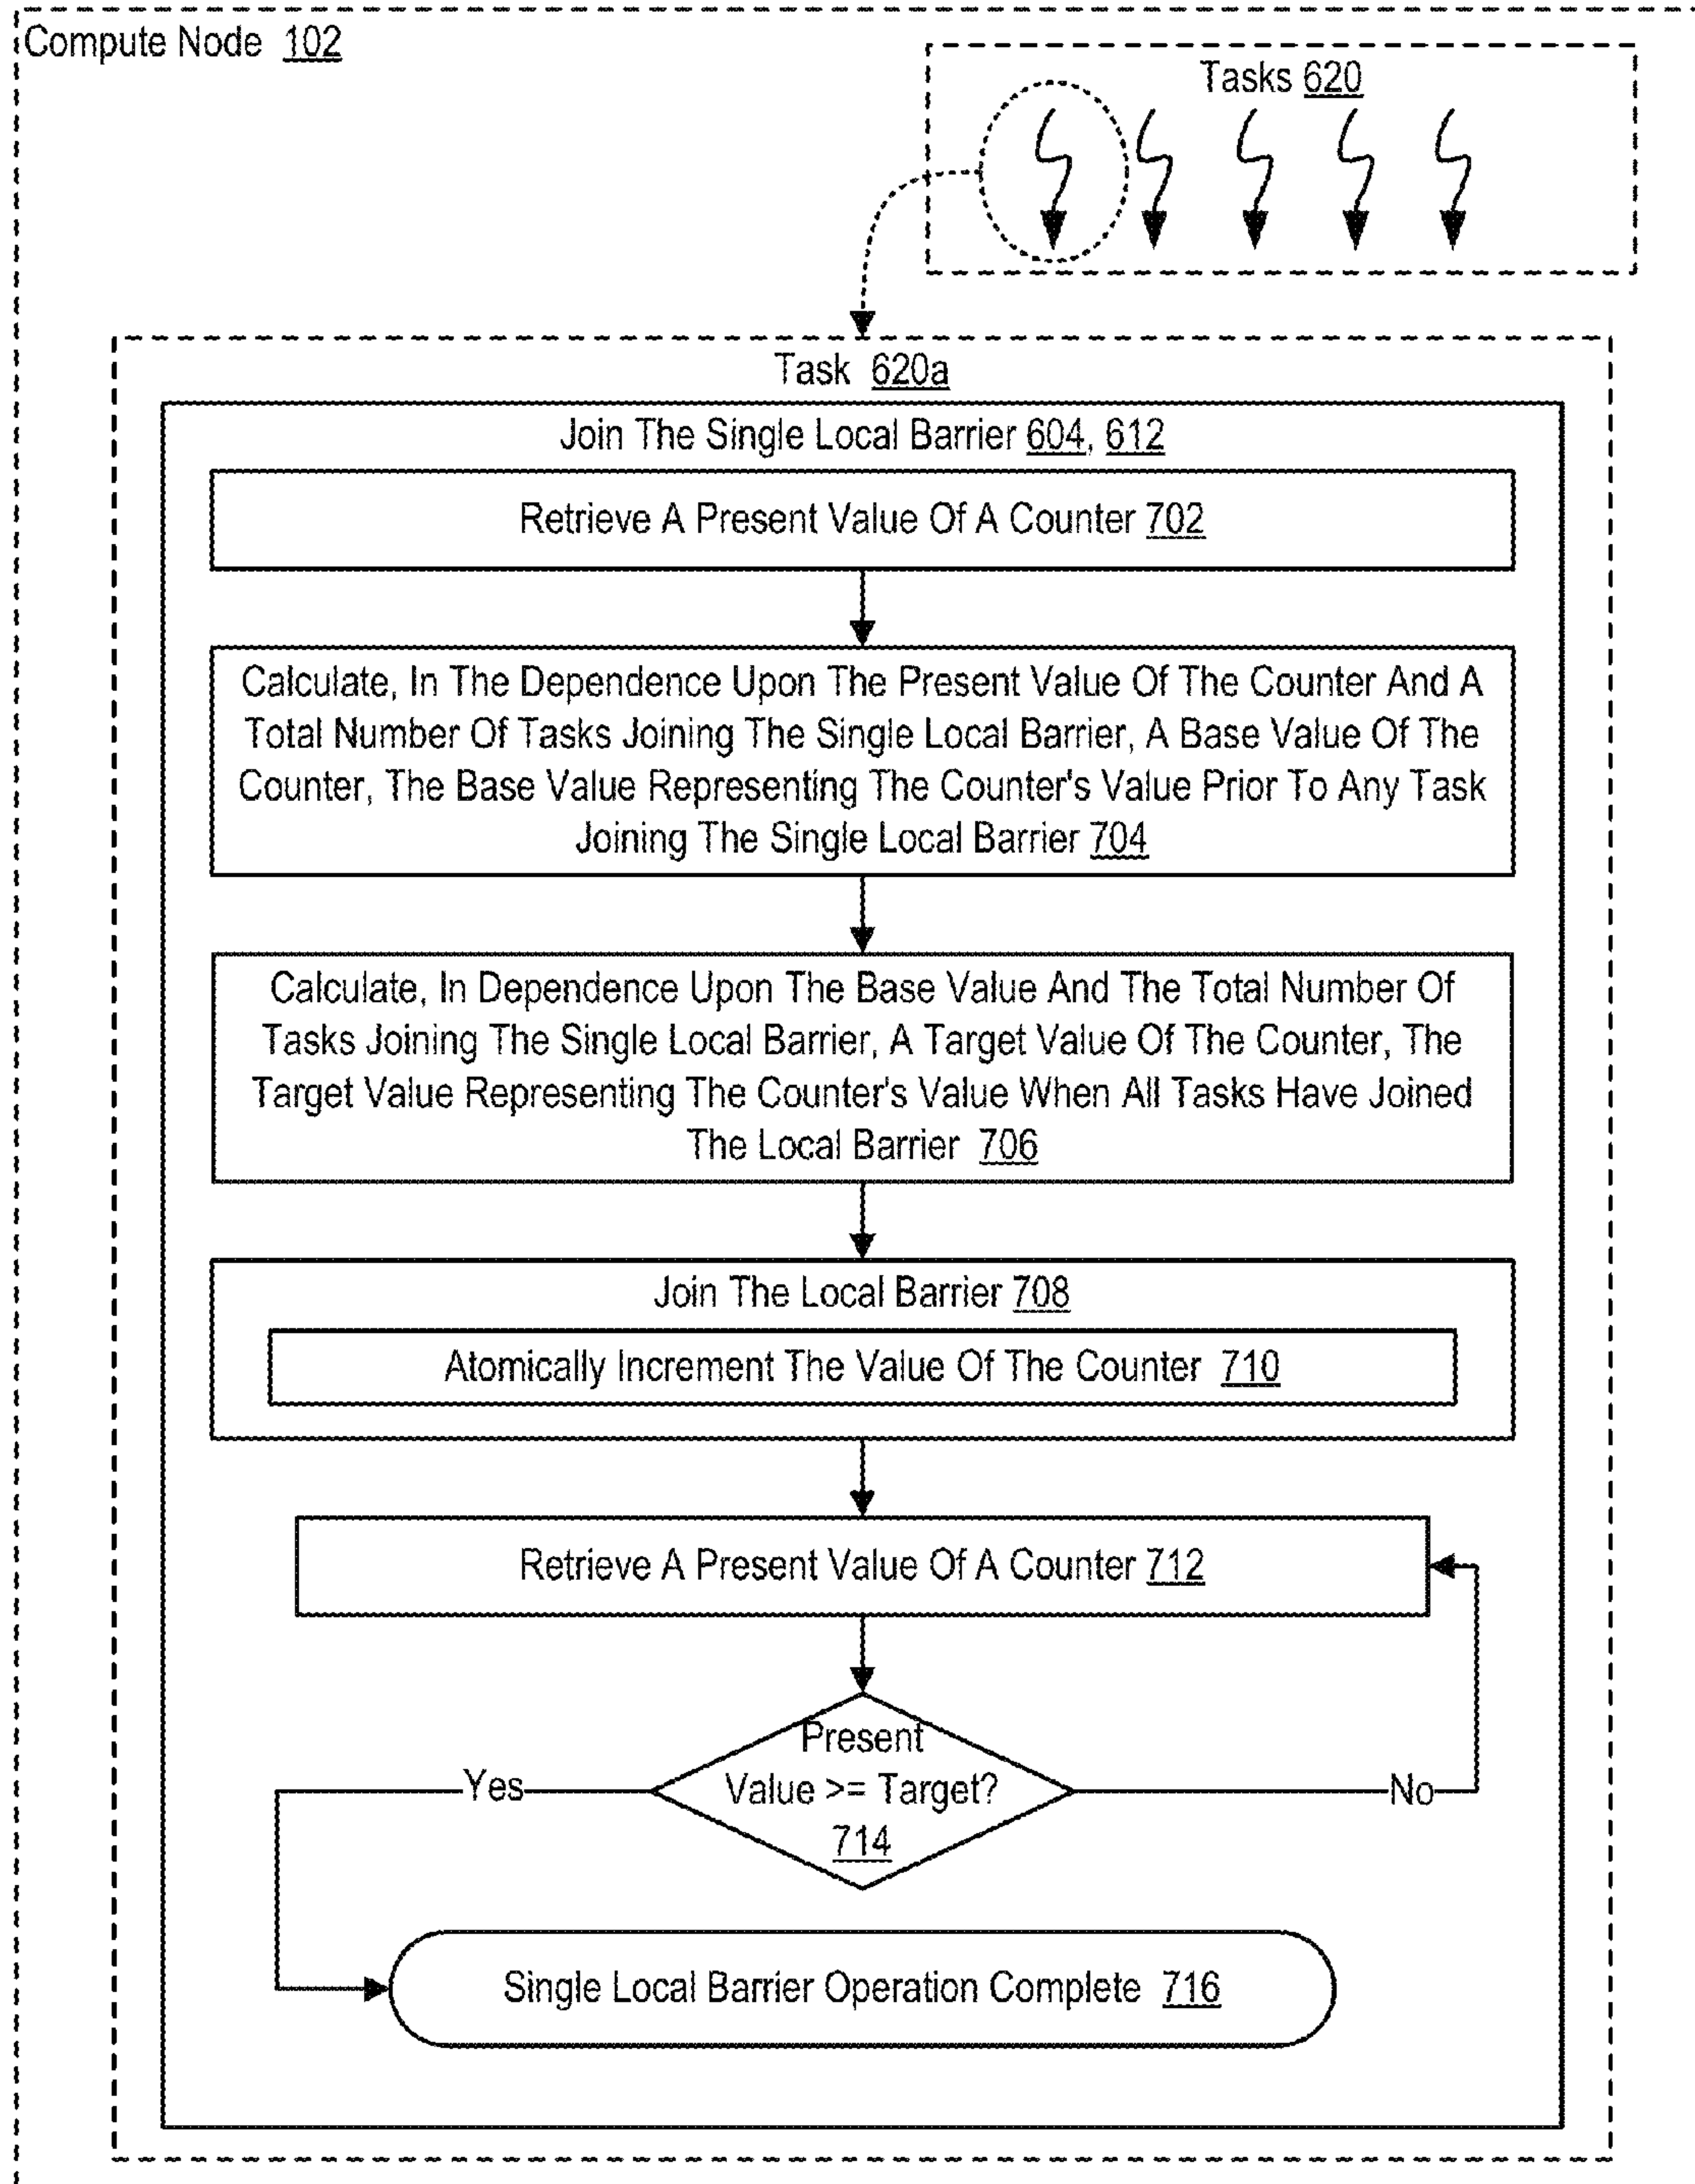 Compute Node 102
Tasks 620
Task 620a
Join The Single Local Barrier 604, 612
Retrieve A Present Value Of A Counter 702
Calculate, In The Dependence Upon The Present Value Of The Counter And A
Total Number Of Tasks Joining The Single Local Barrier, A Base Value Of The
Counter, The Base Value Representing The Counter's Value Prior To Any Task
Joining The Single Local Barrier 704
Calculate, In Dependence Upon The Base Value And The Total Number Of
Tasks Joining The Single Local Barrier, A Target Value Of The Counter, The
Target Value Representing The Counter's Value When All Tasks Have Joined
The Local Barrier 706
Join The Local Barrier 708
Atomically Increment The Value Of The Counter 710
Retrieve A Present Value Of A Counter 712
Present
Value >= Target?
714
Yes
No
Single Local Barrier Operation Complete 716